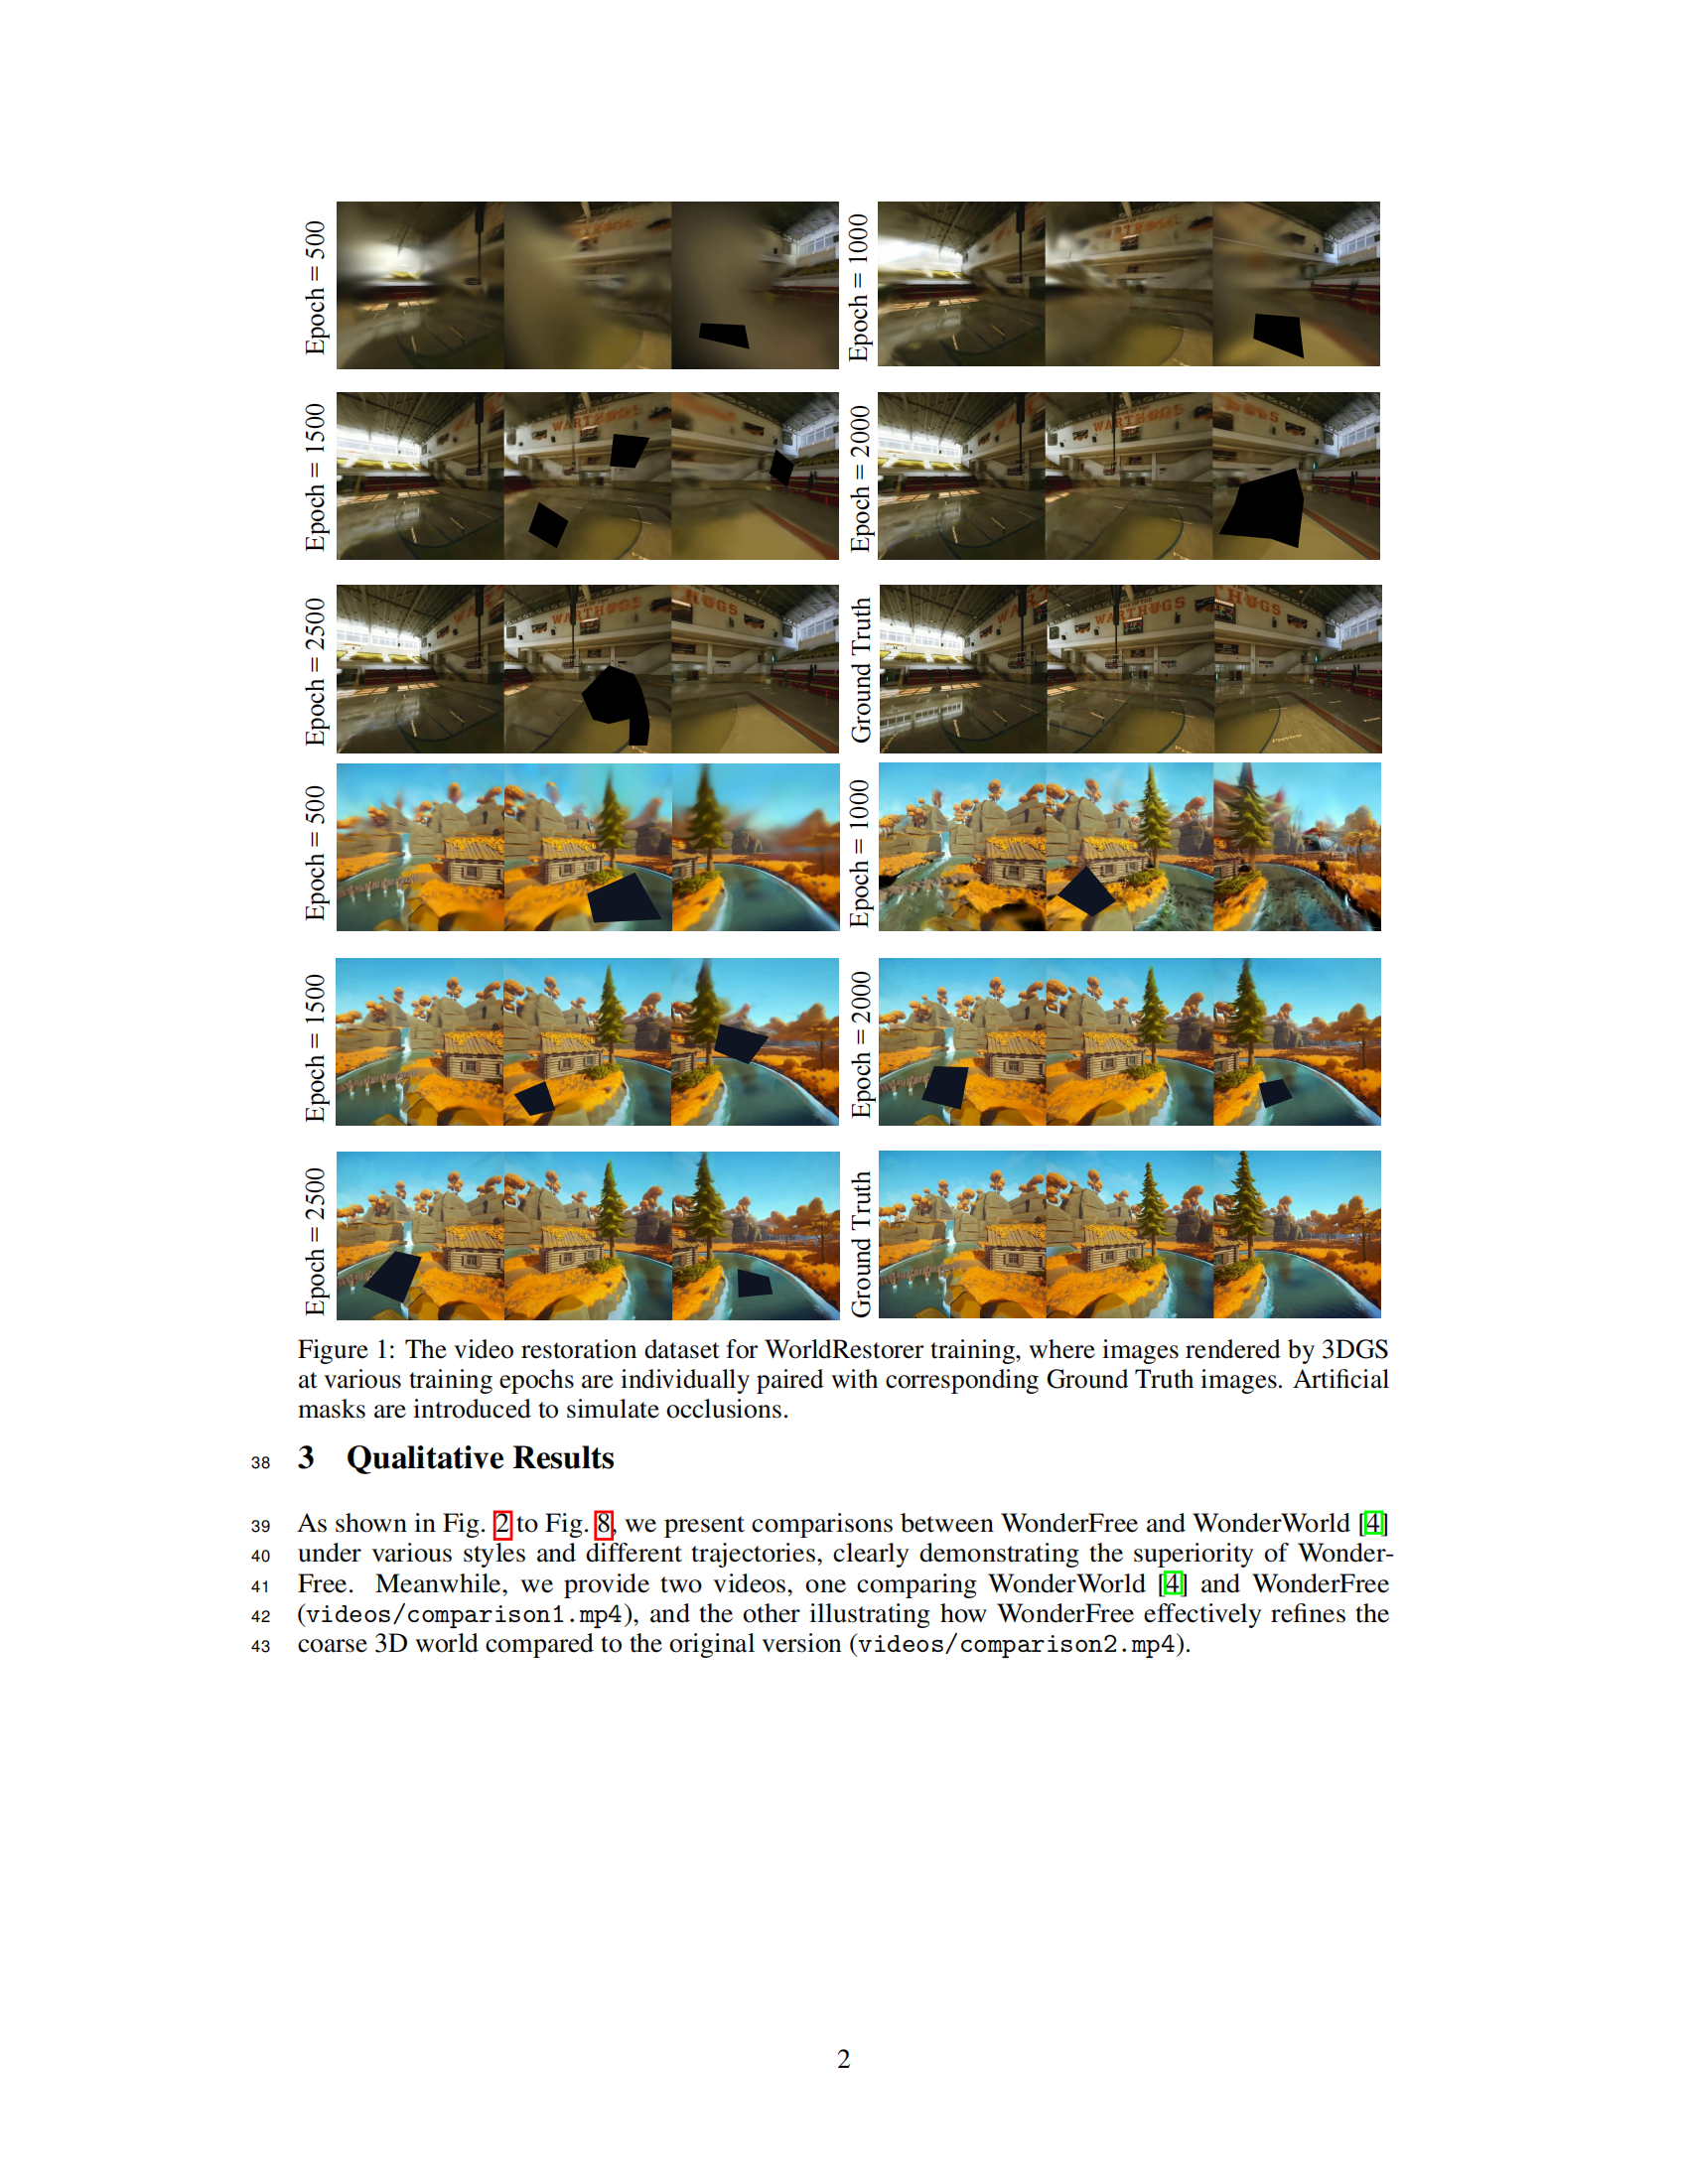 Epoch = 500
Epoch = 1000
Epoch = 1500
WARTHUGS
Epoch = 2000
WARTHUGS
Epoch = 2500
WARTHUGS
HUGS
Ground Truth
WARTHUGS
HUGS
Epoch = 500
Epoch = 1000
Epoch = 1500
Epoch = 2000
Epoch = 2500
Ground Truth
Figure 1: The video restoration dataset for WorldRestorer training, where images rendered by 3DGS
at various training epochs are individually paired with corresponding Ground Truth images. Artificial
masks are introduced to simulate occlusions.
38 3 Qualitative Results
39 As shown in Fig. 2 to Fig. 8, we present comparisons between WonderFree and WonderWorld [4]
40 under various styles and different trajectories, clearly demonstrating the superiority of Wonder-
41 Free. Meanwhile, we provide two videos, one comparing WonderWorld [4] and WonderFree
42 (videos/comparison1.mp4), and the other illustrating how WonderFree effectively refines the
43 coarse 3D world compared to the original version (videos/comparison2.mp4).
2